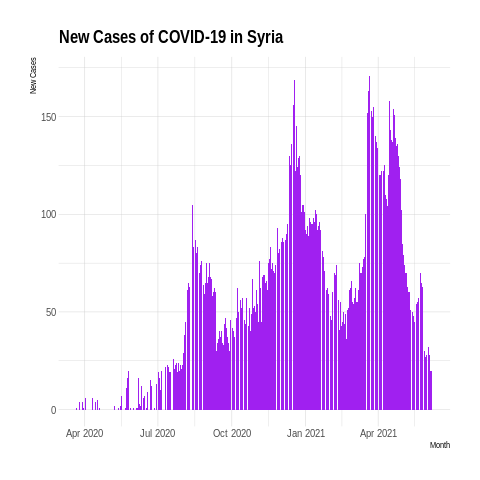 New Cases of COVID-19 in Syria
New Cases
150
100
50
0
Apr 2020 Jul 2020 Oct 2020 Jan 2021 Apr 2021
Month